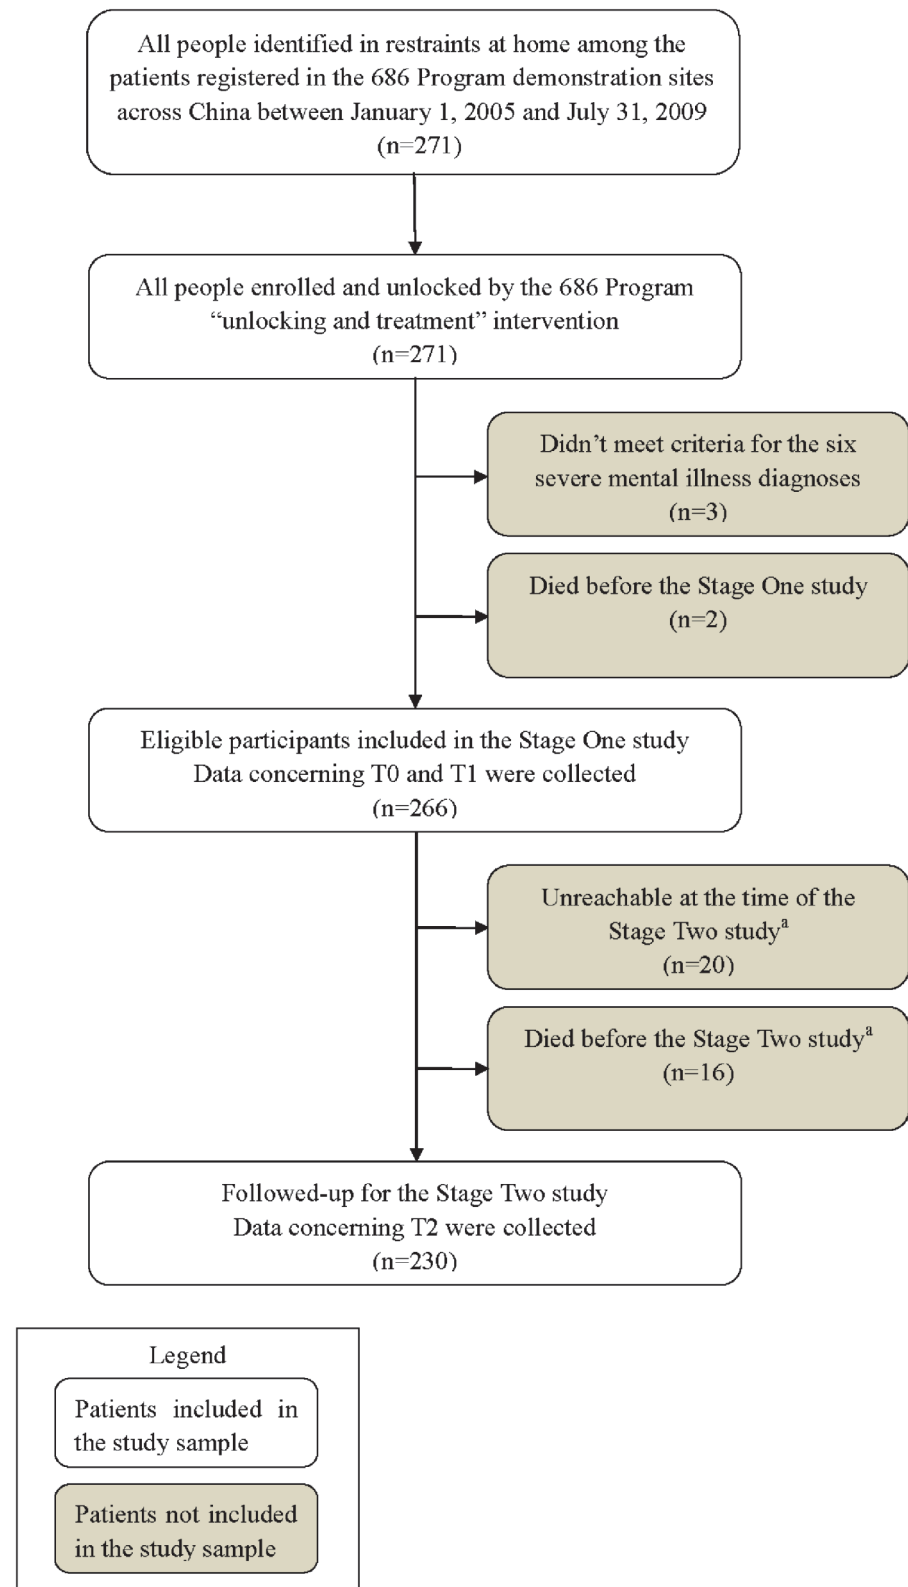 All people identified in restraints at home among the
patients registered in the 686 Program demonstration sites
across China between January 1, 2005 and July 31, 2009
(n=271)
All people enrolled and unlocked by the 686 Program
“unlocking and treatment” intervention
(n=271)
Didn’t meet criteria for the six
severe mental illness diagnoses
(n=3)
Died before the Stage One study
(n=2)
Eligible participants included in the Stage One study
Data concerning T0 and T1 were collected
(n=266)
Unreachable at the time of the
Stage Two studyª
(n=20)
Died before the Stage Two studyª
(n=16)
Followed-up for the Stage Two study
Data concerning T2 were collected
(n=230)
Legend
Patients included in
the study sample
Patients not included
in the study sample